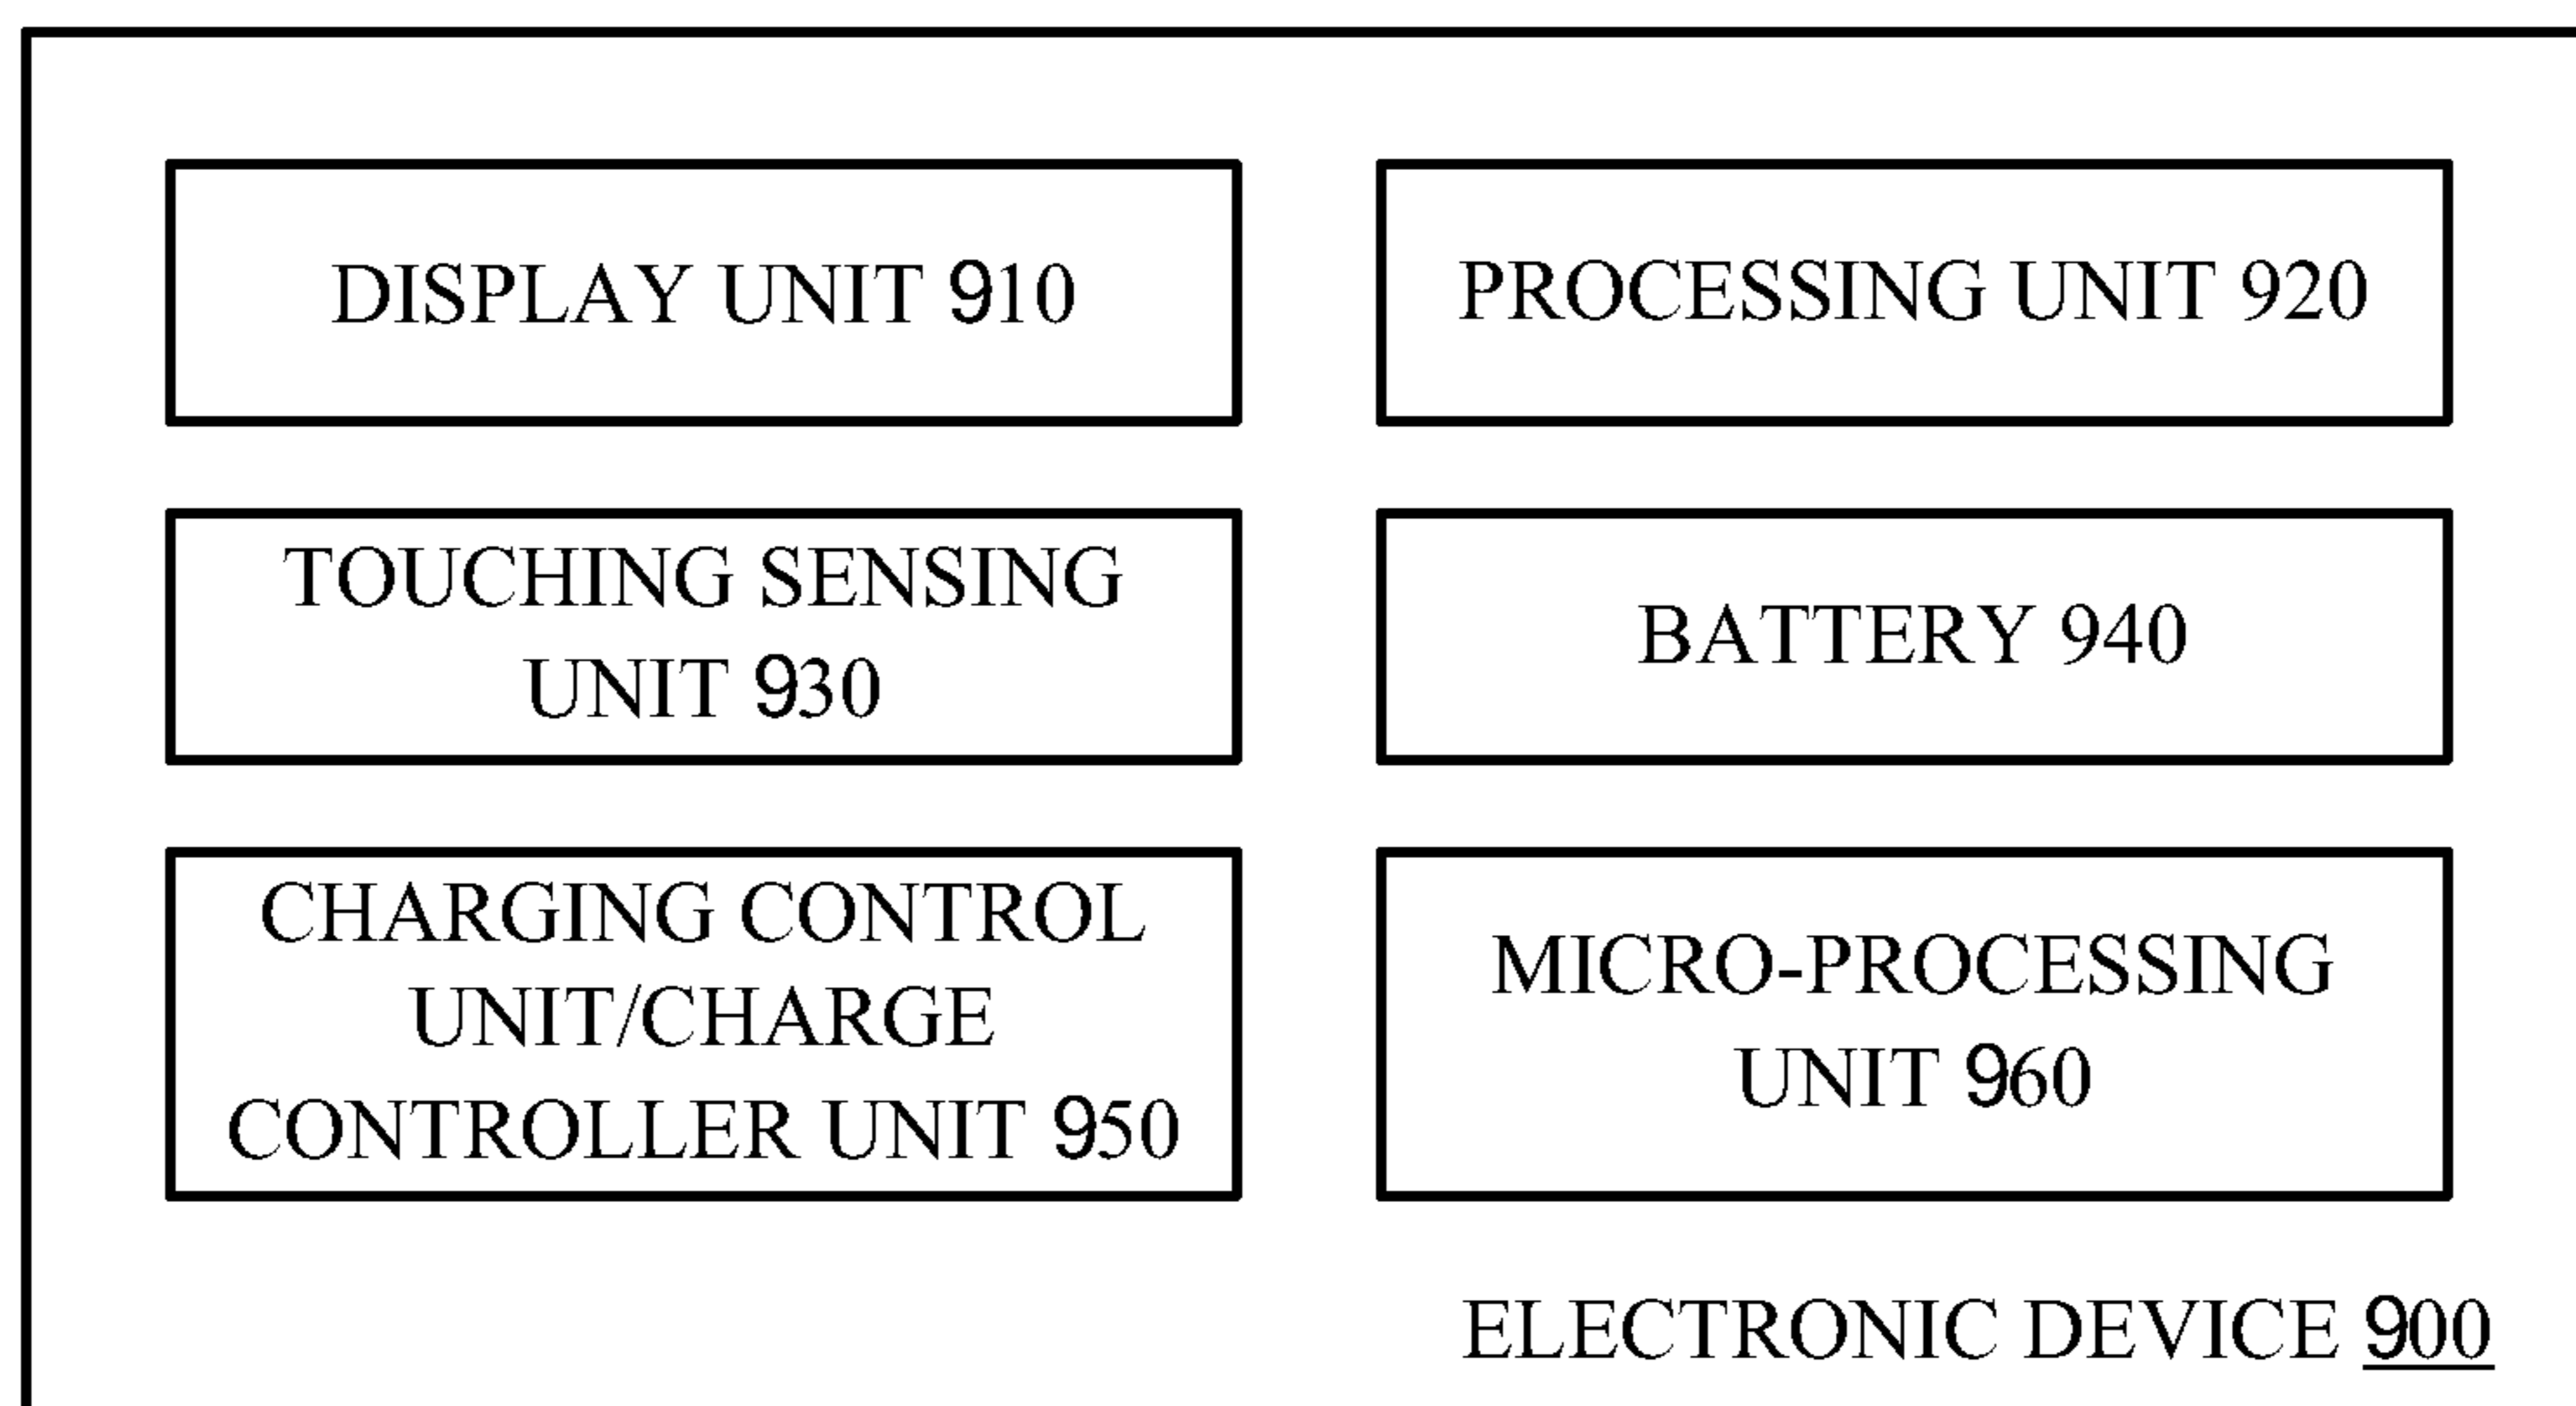 DISPLAY UNIT 910
PROCESSING UNIT 920
TOUCHING SENSING
UNIT 930
BATTERY 940
CHARGING CONTROL
UNIT/CHARGE
CONTROLLER UNIT 950
MICRO-PROCESSING
UNIT 960
ELECTRONIC DEVICE 900